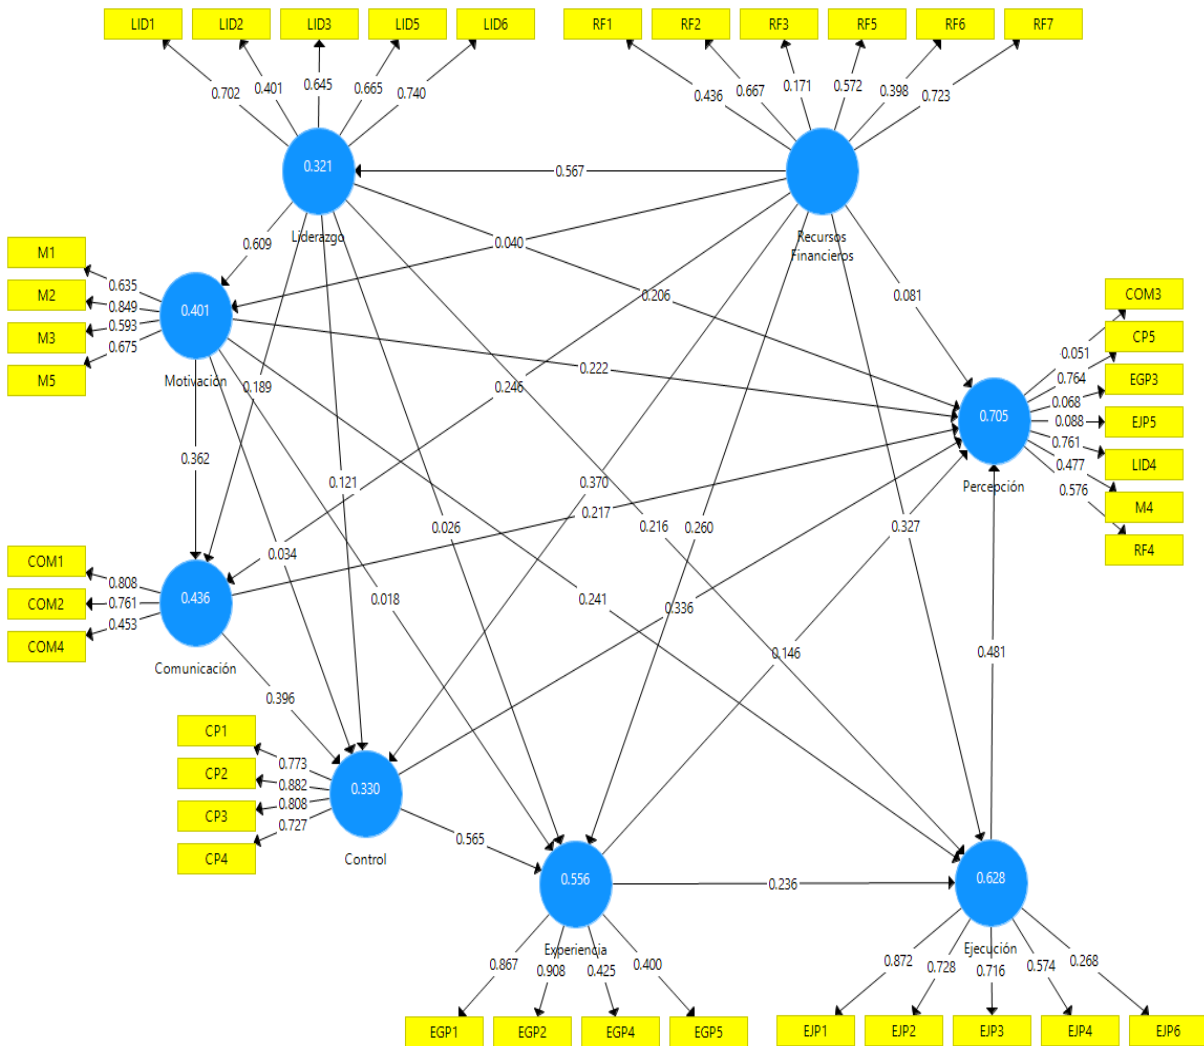 LID1 LID2 LID3 LID5 LID6 RF1 RF2 RF3 RF5 RF6 RF7
0.702 0.401 0.645 0.665 0.740 0.436 0.667 0.171 0.572 0.398 0.723
0.321 0.567
Liderazgo Recursos
Financieros
0.609 0.040
M1
M2
M3
M5
0.635
0.849
0.593
0.675
0.401
Motivación
0.206 0.081
COM3
CP5
EGP3
EJP5
LID4
M4
RF4
0.051
0.764
0.068
0.088
0.761
0.477
0.576
0.705
Percepción
0.189 0.246 0.222
0.362 0.121 0.370
0.034 0.026 0.217 0.216 0.260 0.327
COM1
COM2
COM4
0.808
0.761
0.453
0.436
Comunicación
0.018 0.241 0.336
0.146 0.481
0.396
CP1
CP2
CP3
CP4
0.773
0.882
0.808
0.727
0.330
Control
0.565
0.556 0.236 0.628
Experiencia Ejecución
0.867 0.908 0.425 0.400 0.872 0.728 0.716 0.574 0.268
EGP1 EGP2 EGP4 EGP5 EJP1 EJP2 EJP3 EJP4 EJP6